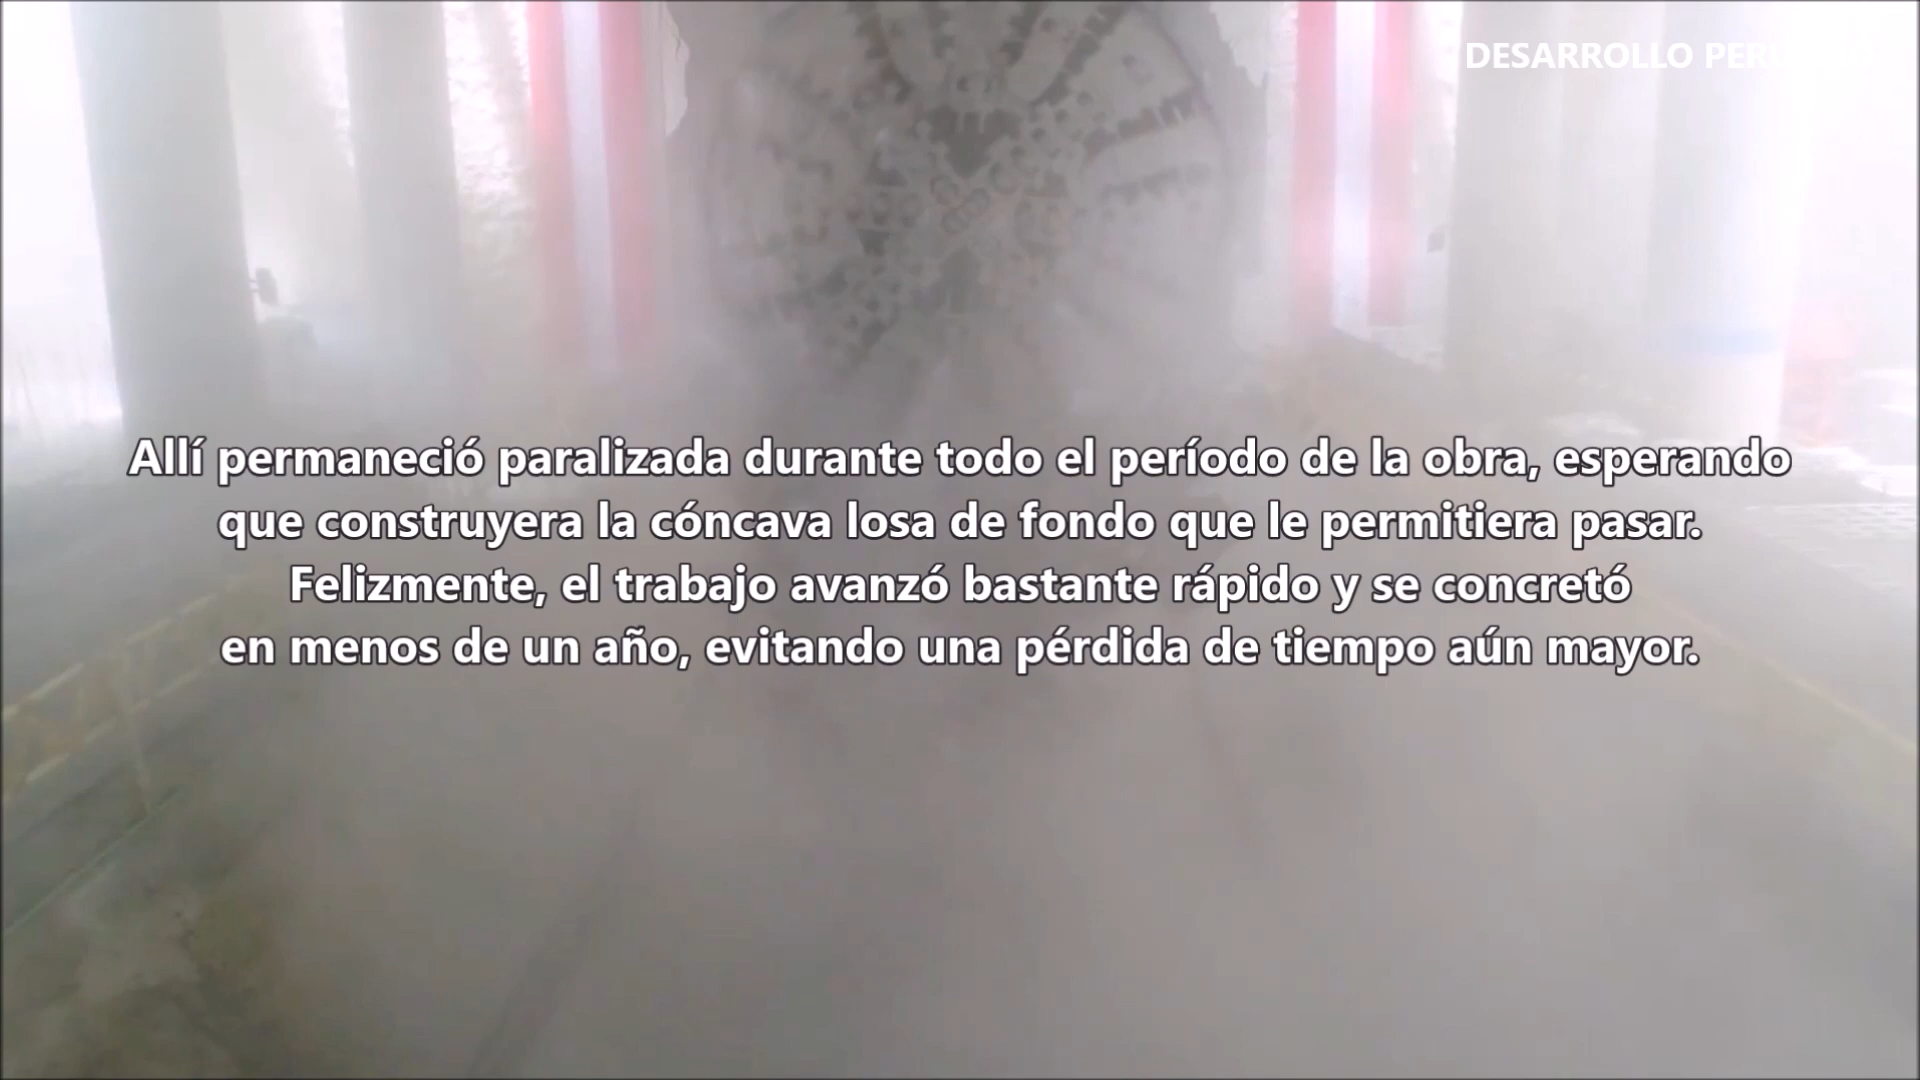 DESARROLLO
Allí permaneció paralizada durante todo el período de la obra, esperando
que construyera la cóncava losa de fondo que le permitiera pasar.
Felizmente, el trabajo avanzó bastante rápido y se concretó
en menos de un año, evitando una pérdida de tiempo aún mayor.